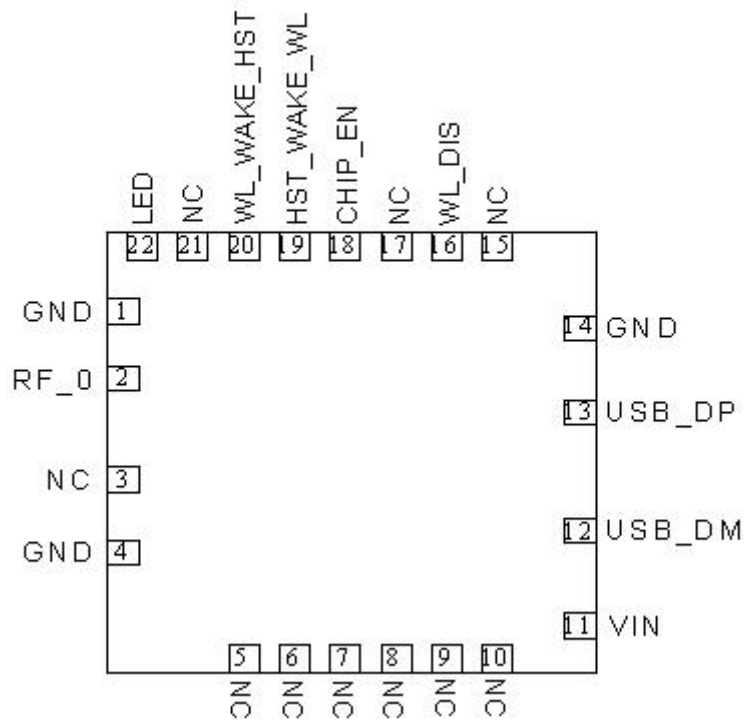 LED
NC
WL_WAKE_HST
HST_WAKE_WL
CHIP_EN
NC
WL_DIS
NC
22 21 20 19 18 17 16 15
GND 1
RF_0 2
NC 3
GND 4
14 GND
13 USB_DP
12 USB_DM
11 VIN
5 6 7 8 9 10
NC
NC
NC
NC
NC
NC